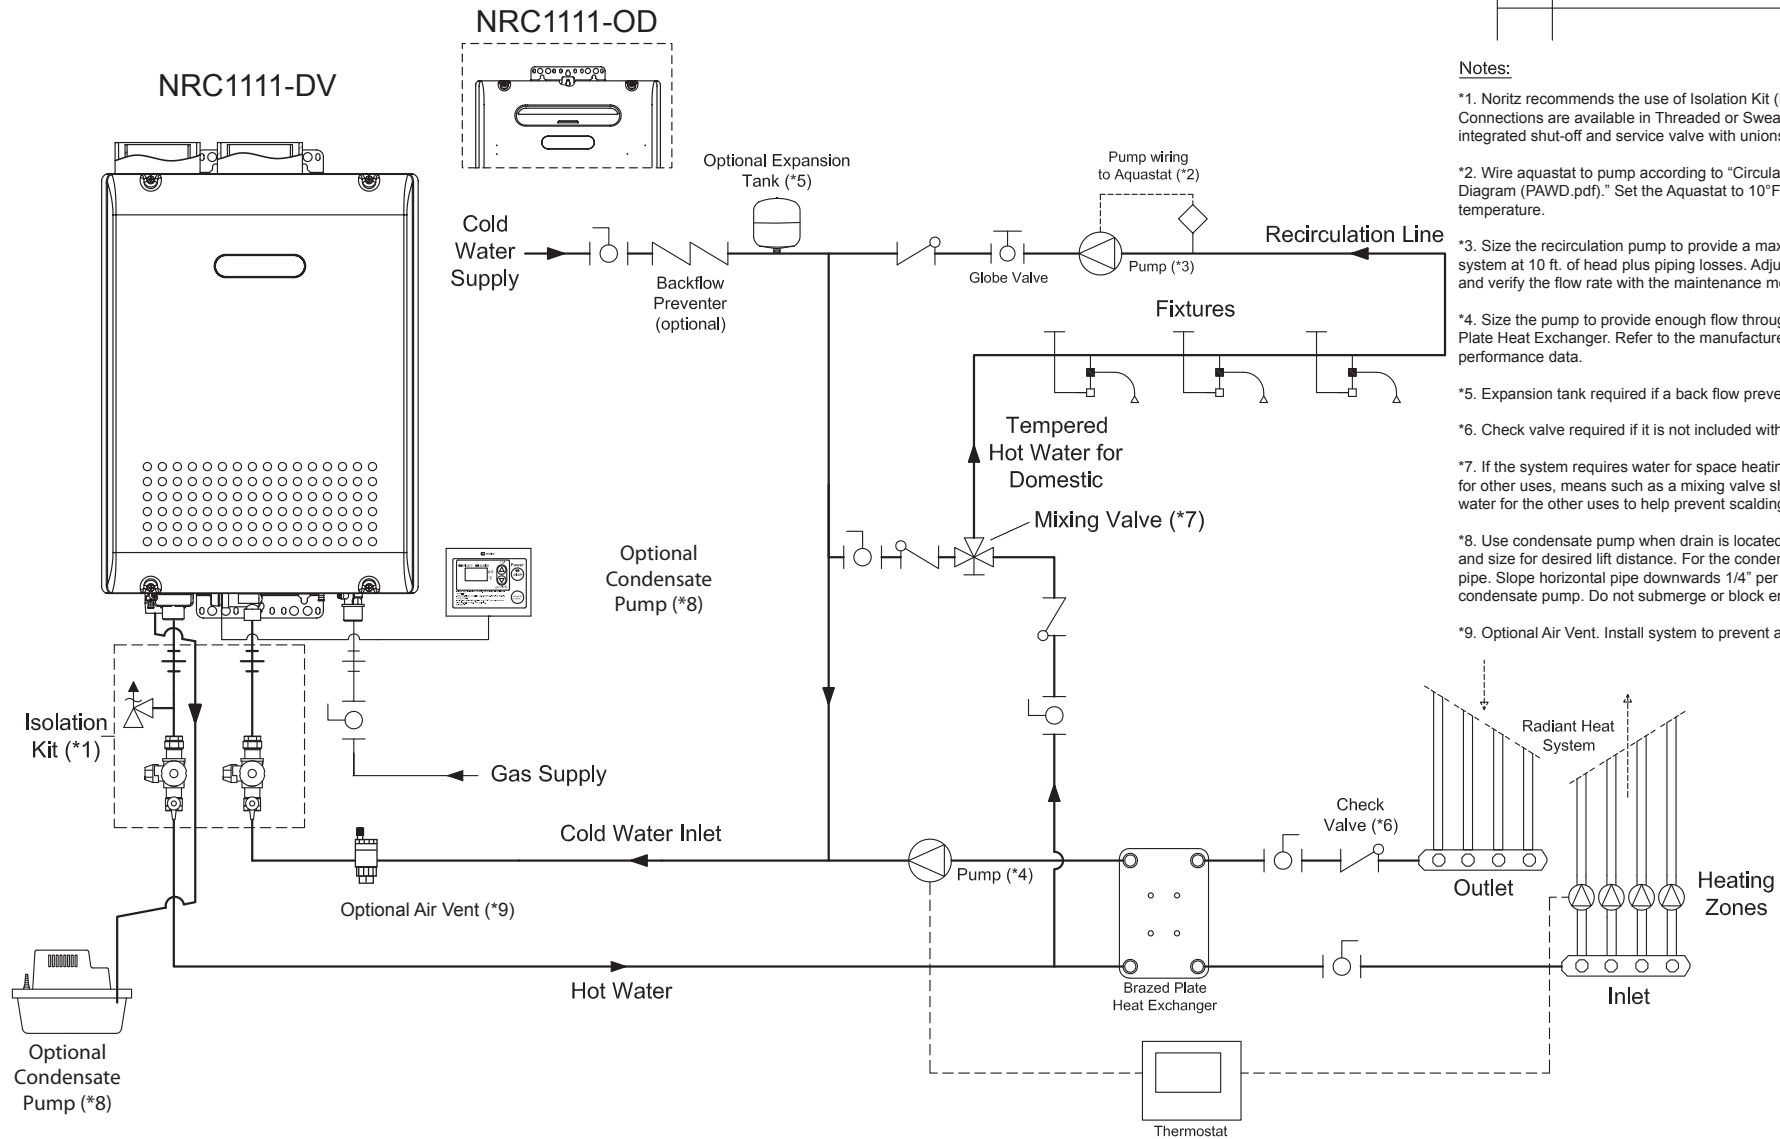 NRC1111-OD
NRC1111-DV
Optional Expansion
Tank (*5)
Pump wiring
to Aquastat (*2)
Cold
Water
Supply
Backflow
Preventer
(optional)
Globe Valve
Pump (*3)
Recirculation Line
Fixtures
Tempered
Hot Water for
Domestic
Mixing Valve (*7)
Optional
Condensate
Pump (*8)
Isolation
Kit (*1)
Gas Supply
Cold Water Inlet
Optional Air Vent (*9)
Pump (*4)
Hot Water
Brazed Plate
Heat Exchanger
Check
Valve (*6)
Radiant Heat
System
Outlet
Heating
Zones
Inlet
Thermostat
Optional
Condensate
Pump (*8)
Notes:
*1. Noritz recommends the use of Isolation Kit (
Connections are available in Threaded or Swea
integrated shut-off and service valve with unions
*2. Wire aquastat to pump according to “Circula
Diagram (PAWD.pdf).” Set the Aquastat to 10°F
temperature.
*3. Size the recirculation pump to provide a max
system at 10 ft. of head plus piping losses. Adju
and verify the flow rate with the maintenance m
*4. Size the pump to provide enough flow throug
Plate Heat Exchanger. Refer to the manufacture
performance data.
*5. Expansion tank required if a back flow preve
*6. Check valve required if it is not included with
*7. If the system requires water for space heatin
for other uses, means such as a mixing valve sh
water for the other uses to help prevent scalding
*8. Use condensate pump when drain is located
and size for desired lift distance. For the conden
pipe. Slope horizontal pipe downwards 1/4” per
condensate pump. Do not submerge or block e
*9. Optional Air Vent. Install system to prevent a